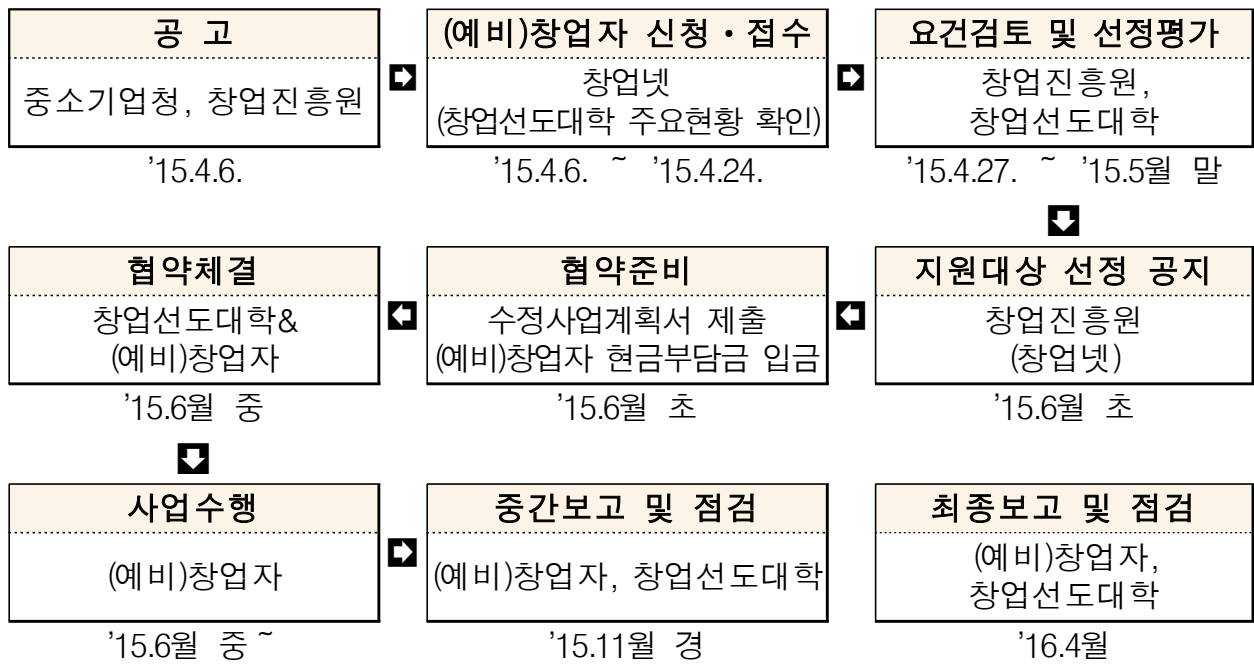 공 고
중소기업청, 창업진흥원
'15.4.6.
(예비)창업자 신청·접수
창업넷
(창업선도대학 주요현황 확인)
'15.4.6. ~ '15.4.24.
요건검토 및 선정평가
창업진흥원,
창업선도대학
'15.4.27. ~ '15.5월 말
지원대상 선정 공지
창업진흥원
(창업넷)
'15.6월 초
협약준비
수정사업계획서 제출
(예비)창업자 현금부담금 입금
'15.6월 초
협약체결
창업선도대학&
(예비)창업자
'15.6월 중
사업수행
(예비)창업자
'15.6월 중~
중간보고 및 점검
(예비)창업자, 창업선도대학
'15.11월 경
최종보고 및 점검
(예비)창업자,
창업선도대학
'16.4월